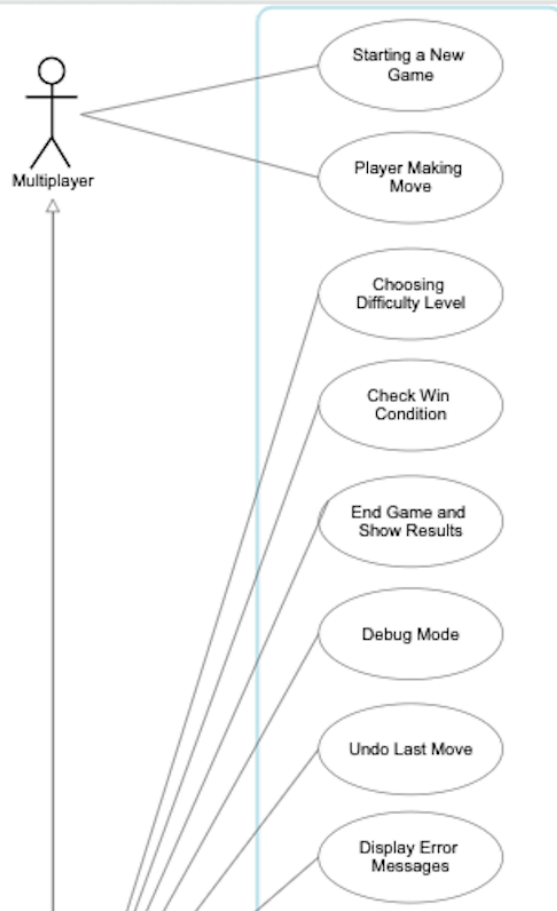 Starting a New
Game
Multiplayer
Player Making
Move
Choosing
Difficulty Level
Check Win
Condition
End Game and
Show Results
Debug Mode
Undo Last Move
Display Error
Messages